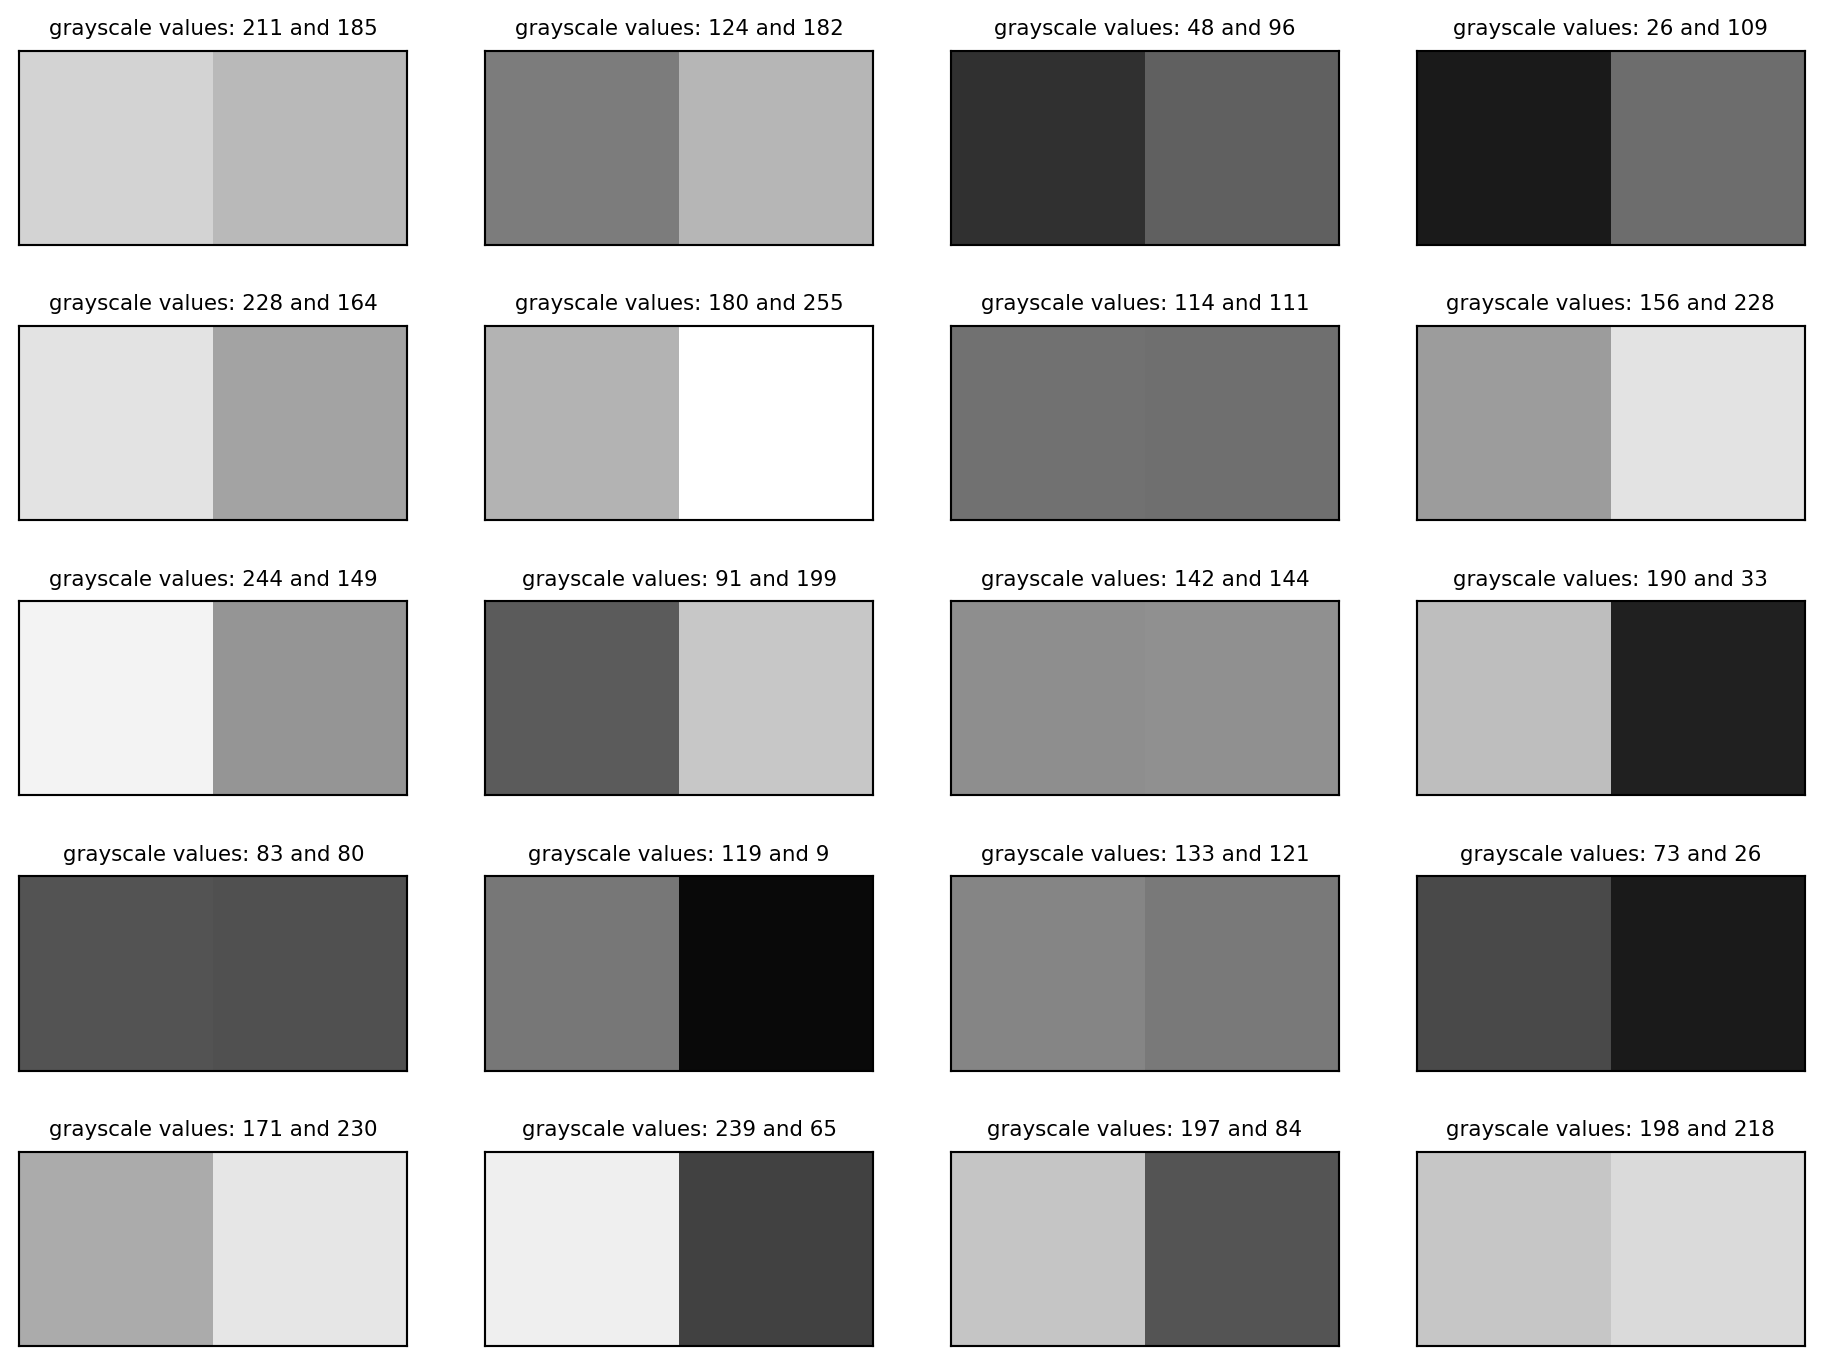 grayscale values: 211 and 185
grayscale values: 124 and 182
grayscale values: 48 and 96
grayscale values: 26 and 109
grayscale values: 228 and 164
grayscale values: 180 and 255
grayscale values: 114 and 111
grayscale values: 156 and 228
grayscale values: 244 and 149
grayscale values: 91 and 199
grayscale values: 142 and 144
grayscale values: 190 and 33
grayscale values: 83 and 80
grayscale values: 119 and 9
grayscale values: 133 and 121
grayscale values: 73 and 26
grayscale values: 171 and 230
grayscale values: 239 and 65
grayscale values: 197 and 84
grayscale values: 198 and 218